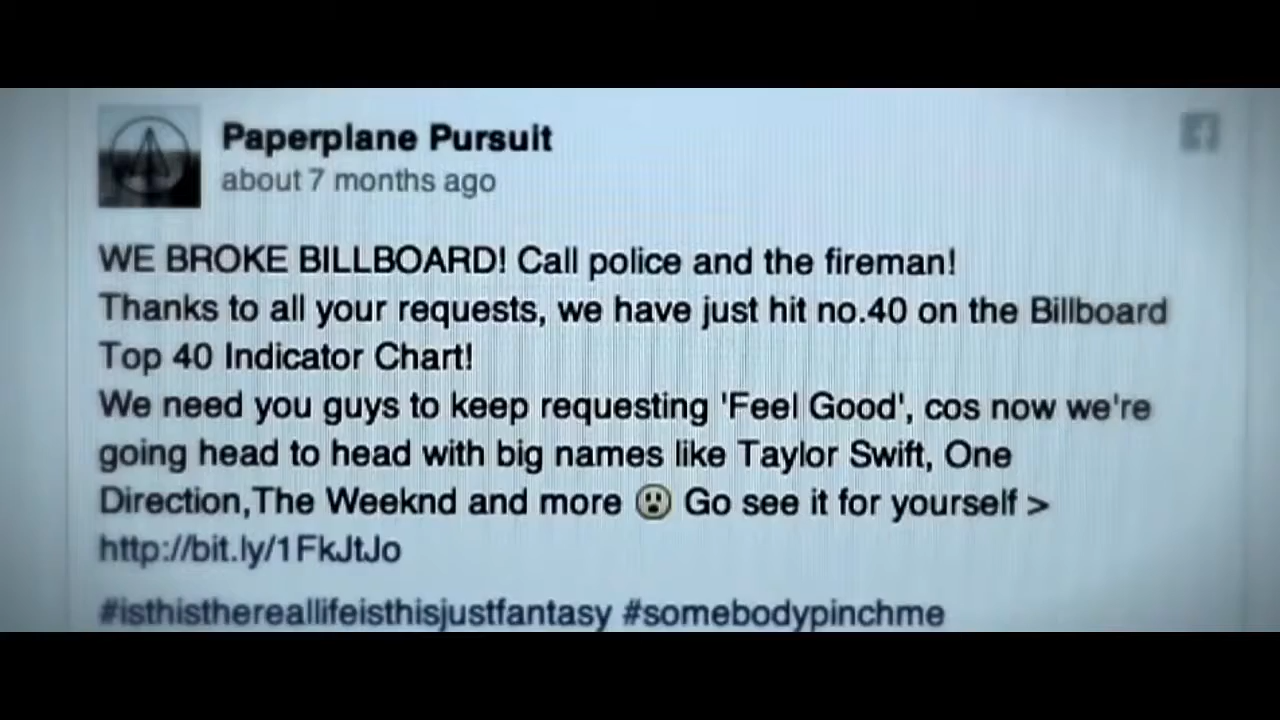 Paperplane Pursuit
about 7 months ago
WE BROKE BILLBOARD! Call police and the fireman!
Thanks to all your requests, we have just hit no.40 on the Billboard
Top 40 Indicator Chart!
We need you guys to keep requesting 'Feel Good', cos now we're
going head to head with big names like Taylor Swift, One
Direction,The Weeknd and more 😮 Go see it for yourself >
http://bit.ly/1FkJtJo
#isthisthereallifeisthisjustfantasy #somebodypinchme